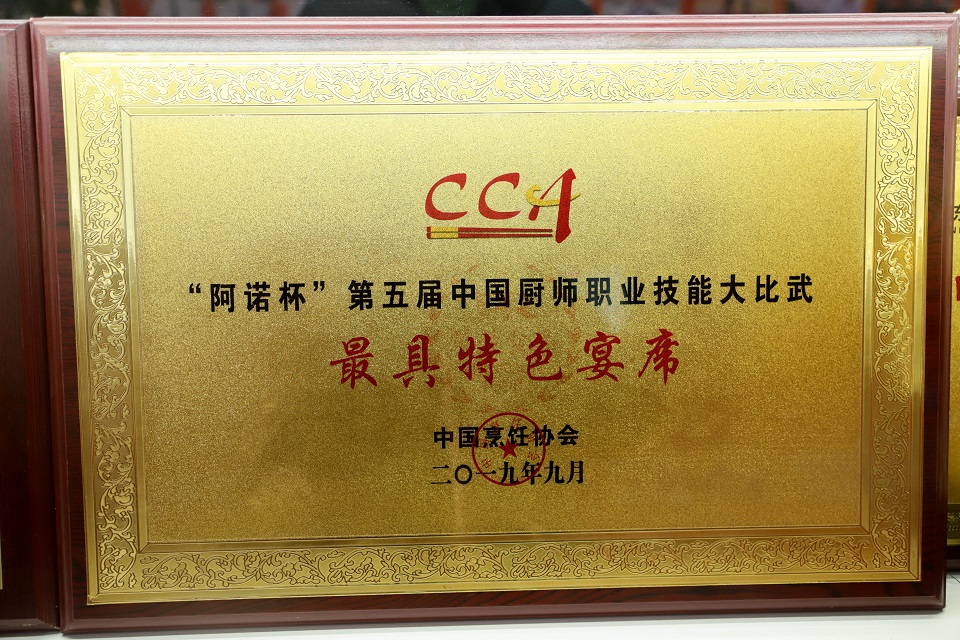 CCA
“阿诺杯”第五届中国厨师职业技能大比武
最具特色宴席
中国烹饪协会
二〇一九年九月